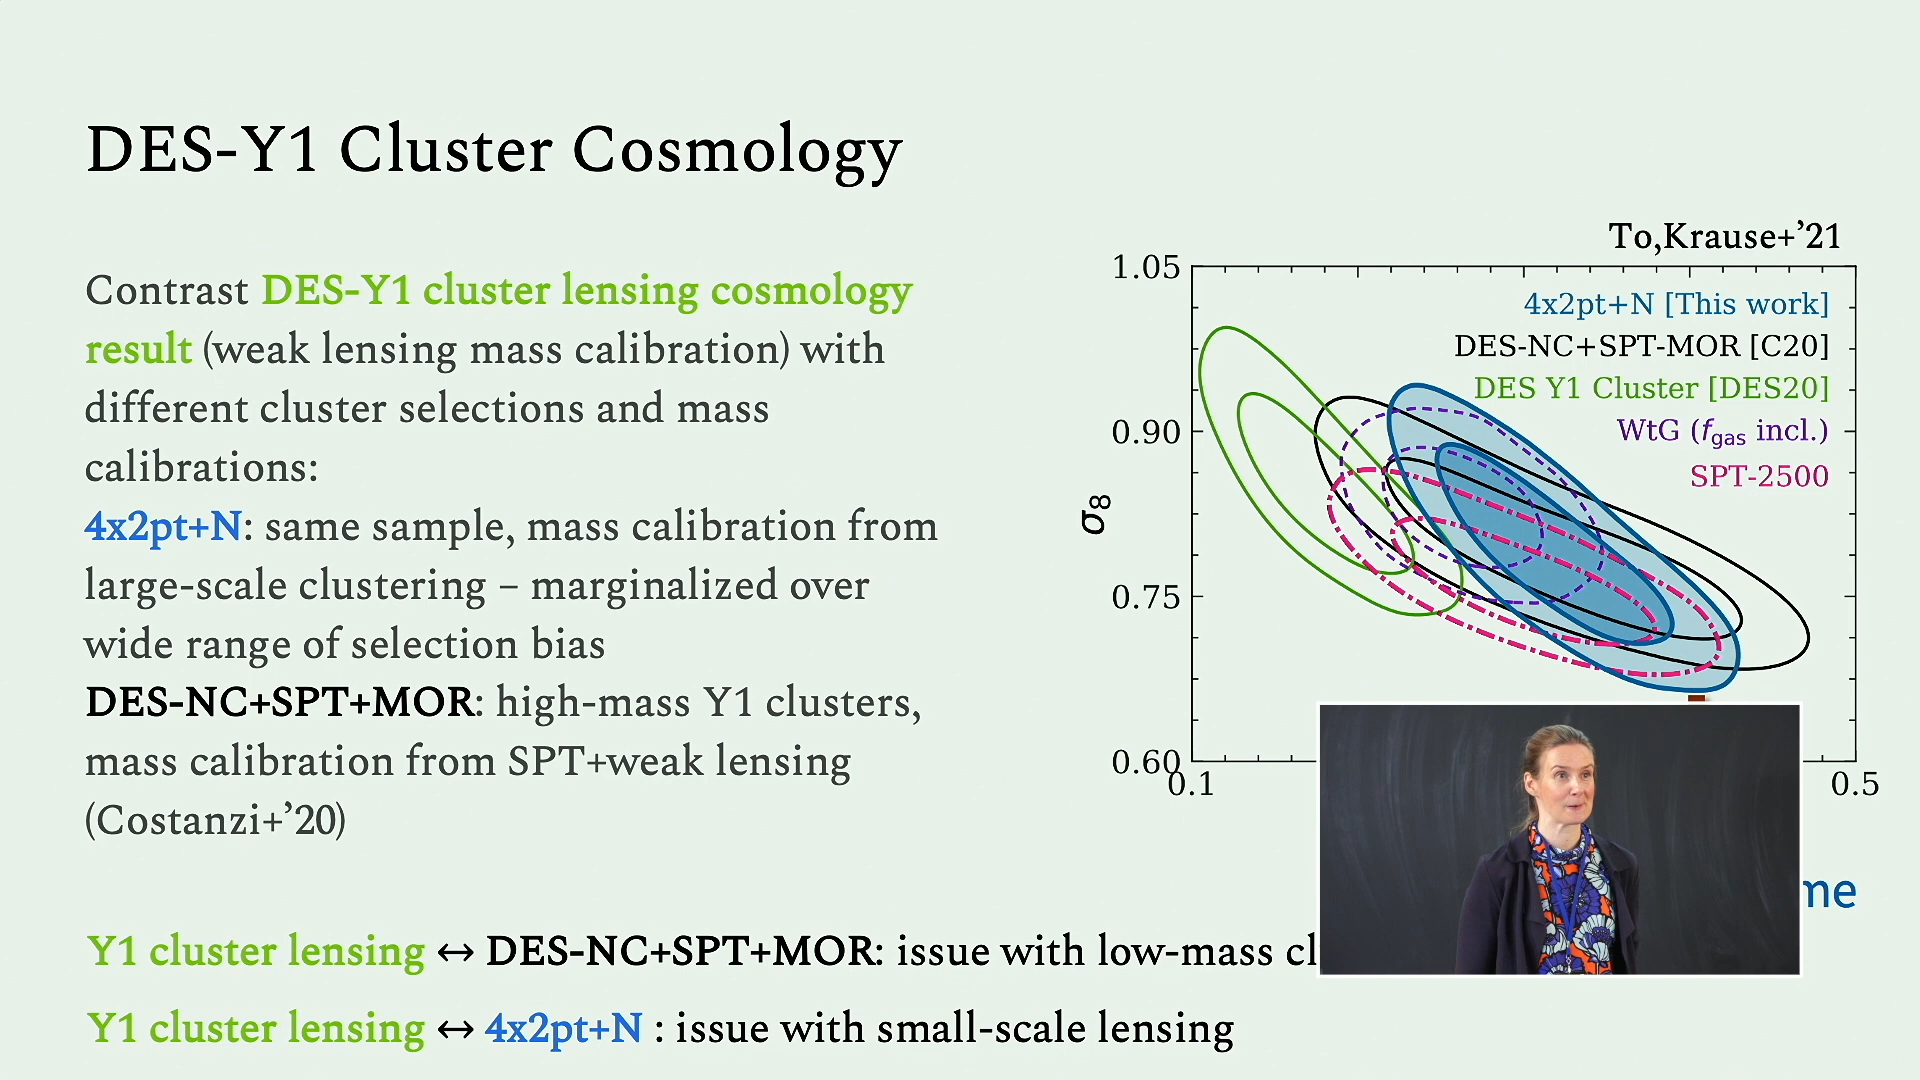 DES-Y1 Cluster Cosmology
Contrast DES-Y1 cluster lensing cosmology
result (weak lensing mass calibration) with
different cluster selections and mass
calibrations:
4x2pt+N: same sample, mass calibration from
large-scale clustering – marginalized over
wide range of selection bias
DES-NC+SPT+MOR: high-mass Y1 clusters,
mass calibration from SPT+weak lensing
(Costanzi+’20)
To,Krause+’21
1.05
4x2pt+N [This work]
DES-NC+SPT-MOR [C20]
DES Y1 Cluster [DES20]
WtG (fgas incl.)
SPT-2500
0.90
σ8
0.75
0.60
0.1
0.5
Y1 cluster lensing ↔ DES-NC+SPT+MOR: issue with low-mass
Y1 cluster lensing ↔ 4x2pt+N : issue with small-scale lensing